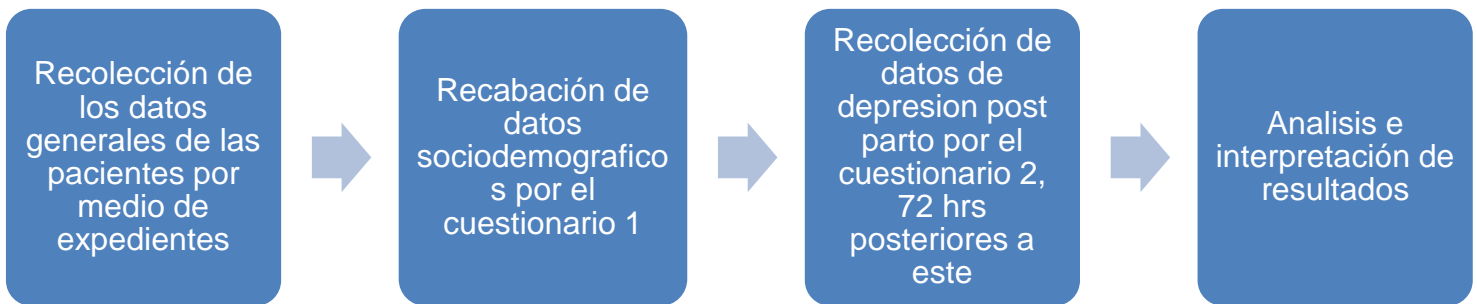 Recolección de
los datos
generales de las
pacientes por
medio de
expedientes
Recabación de
datos
sociodemografico
s por el
cuestionario 1
Recolección de
datos de
depresion post
parto por el
cuestionario 2,
72 hrs
posteriores a
este
Analisis e
interpretación de
resultados